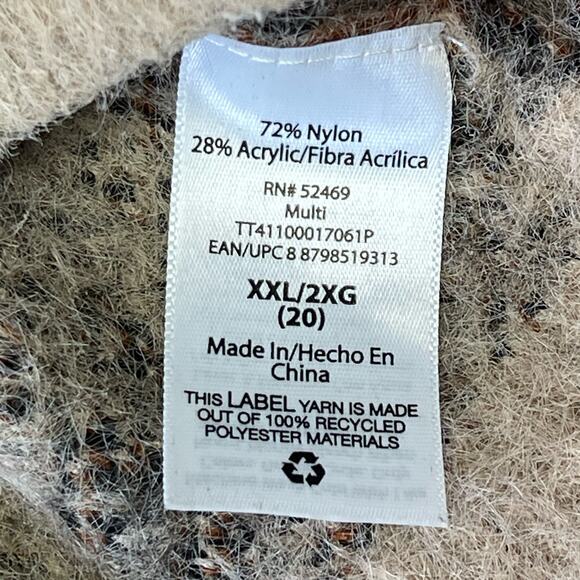 72% Nylon
28% Acrylic/Fibra Acrílica
RN# 52469
Multi
TT41100017061P
EAN/UPC 8 8798519313
XXL/2XG
(20)
Made In/Hecho En
China
THIS LABEL YARN IS MADE
OUT OF 100% RECYCLED
POLYESTER MATERIALS